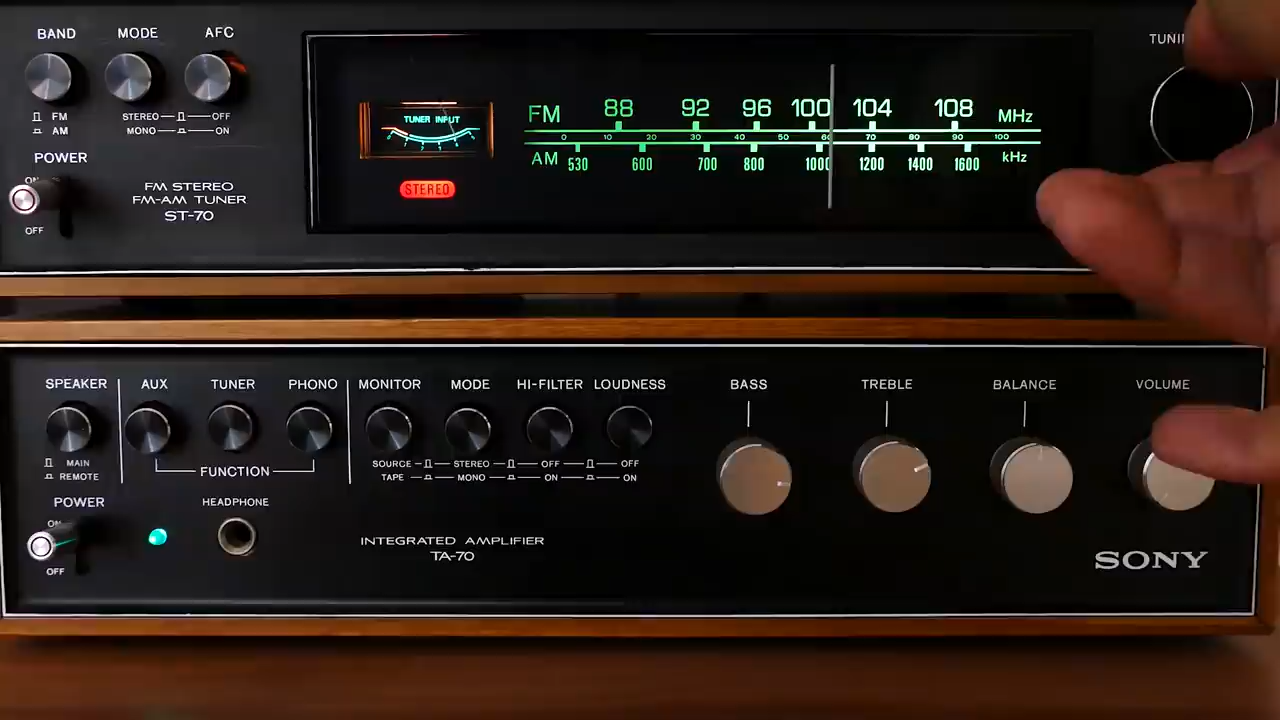 BAND MODE AFC TUNI
FM STEREO OFF
AM MONO ON
POWER
ON
OFF
FM STEREO
FM-AM TUNER
ST-70
TUNER INPUT
STEREO
FM 88 92 96 100 104 108 MHz
0 10 20 30 40 50 60 70 80 90 100
AM 530 600 700 800 1000 1200 1400 1600 kHz
SPEAKER AUX TUNER PHONO MONITOR MODE HI-FILTER LOUDNESS BASS TREBLE BALANCE VOLUME
MAIN
REMOTE
FUNCTION
SOURCE STEREO OFF OFF
TAPE MONO ON ON
POWER
ON
OFF
HEADPHONE
INTEGRATED AMPLIFIER
TA-70
SONY